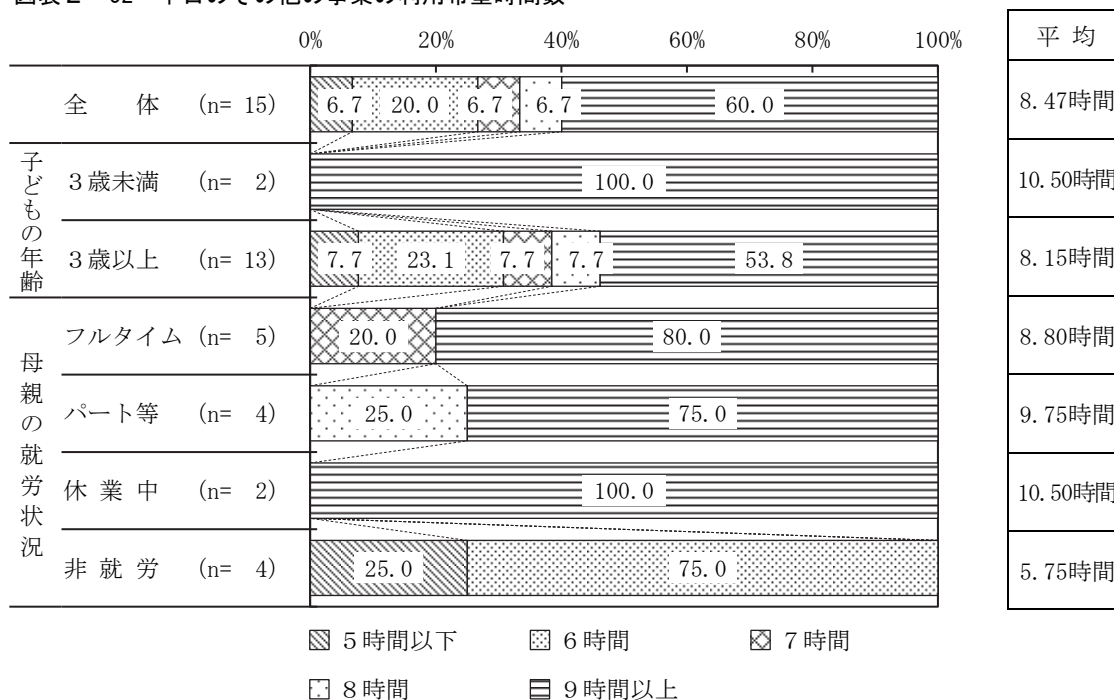 0% 20% 40% 60% 80% 100%
平 均
全 体 (n= 15) 6.7 20.0 6.7 6.7 60.0 8.47時間
子どもの年齢
3歳未満 (n= 2) 100.0 10.50時間
3歳以上 (n= 13) 7.7 23.1 7.7 7.7 53.8 8.15時間
母親の就労状況
フルタイム (n= 5) 20.0 80.0 8.80時間
パート等 (n= 4) 25.0 75.0 9.75時間
休 業 中 (n= 2) 100.0 10.50時間
非 就 労 (n= 4) 25.0 75.0 5.75時間
5時間以下 6時間 7時間
8時間 9時間以上